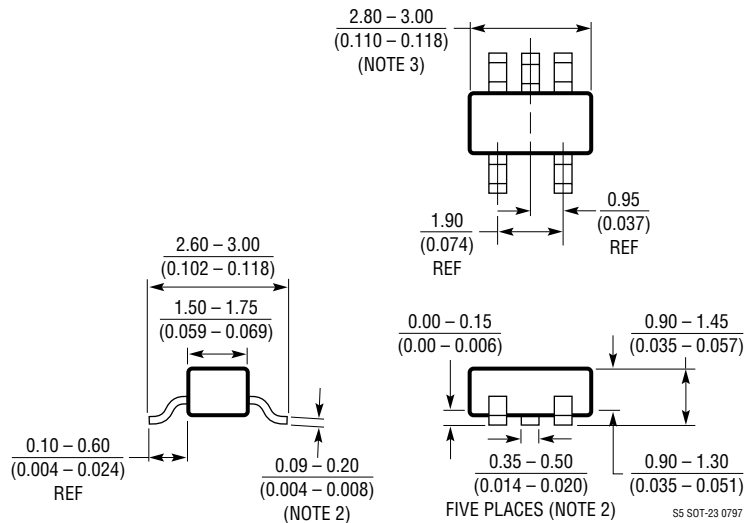 2.80 – 3.00
(0.110 – 0.118)
(NOTE 3)
0.95
(0.037)
REF
1.90
(0.074)
REF
2.60 – 3.00
(0.102 – 0.118)
1.50 – 1.75
(0.059 – 0.069)
0.00 – 0.15
(0.00 – 0.006)
0.90 – 1.45
(0.035 – 0.057)
0.10 – 0.60
(0.004 – 0.024)
REF
0.09 – 0.20
(0.004 – 0.008)
(NOTE 2)
0.35 – 0.50
(0.014 – 0.020)
FIVE PLACES (NOTE 2)
0.90 – 1.30
(0.035 – 0.051)
S5 SOT-23 0797